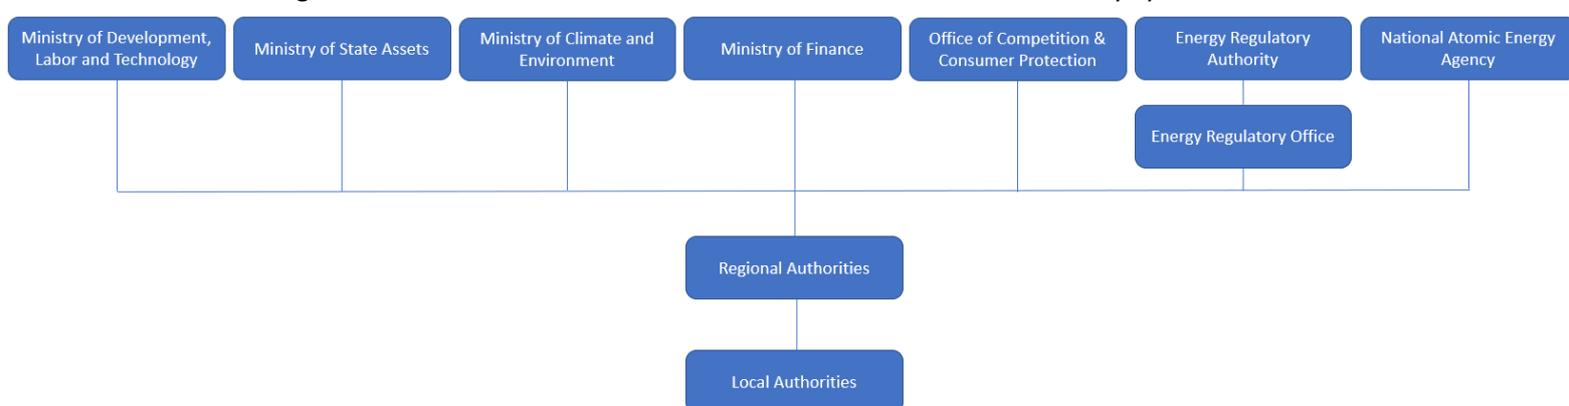 Ministry of Development,
Labor and Technology
Ministry of State Assets
Ministry of Climate and
Environment
Ministry of Finance
Office of Competition &
Consumer Protection
Energy Regulatory
Authority
National Atomic Energy
Agency
Energy Regulatory Office
Regional Authorities
Local Authorities